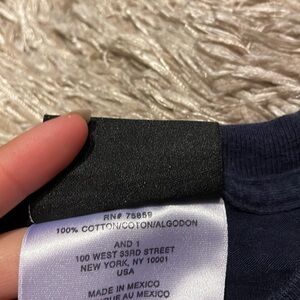 RN# 75859
100% COTTON/COTON/ALGODON
AND 1
100 WEST 33RD STREET
NEW YORK, NY 10001
USA
MADE IN MEXICO
QUE AU MEXIQUE